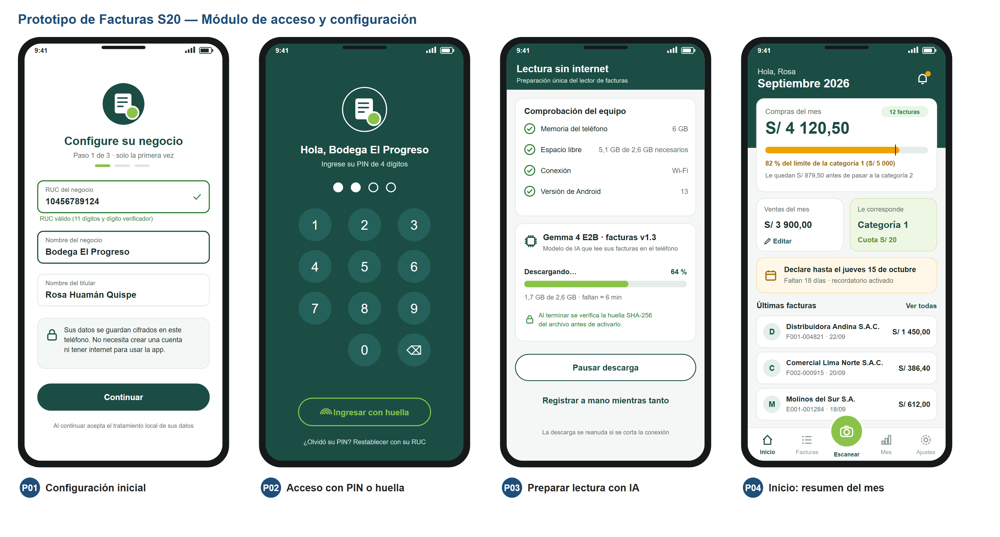 Prototipo de Facturas S20 — Módulo de acceso y configuración
9:41
Configure su negocio
Paso 1 de 3 · solo la primera vez
RUC del negocio
10456789124
RUC válido (11 dígitos y dígito verificador)
Nombre del negocio
Bodega El Progreso
Nombre del titular
Rosa Huamán Quispe
Sus datos se guardan cifrados en este
teléfono. No necesita crear una cuenta
ni tener internet para usar la app.
Continuar
Al continuar acepta el tratamiento local de sus datos
P01 Configuración inicial
9:41
Hola, Bodega El Progreso
Ingrese su PIN de 4 dígitos
1 2 3
4 5 6
7 8 9
0 ⌫
Ingresar con huella
¿Olvidó su PIN? Restablecer con su RUC
P02 Acceso con PIN o huella
9:41
Lectura sin internet
Preparación única del lector de facturas
Comprobación del equipo
Memoria del teléfono 6 GB
Espacio libre 5,1 GB de 2,6 GB necesarios
Conexión Wi-Fi
Versión de Android 13
Gemma 4 E2B · facturas v1.3
Modelo de IA que lee sus facturas en el teléfono
Descargando... 64 %
1,7 GB de 2,6 GB · faltan ≈ 6 min
Al terminar se verifica la huella SHA-256
del archivo antes de activarlo.
Pausar descarga
Registrar a mano mientras tanto
La descarga se reanuda si se corta la conexión
P03 Preparar lectura con IA
9:41
Hola, Rosa
Septiembre 2026
Compras del mes 12 facturas
S/ 4 120,50
82 % del límite de la categoría 1 (S/ 5 000)
Le quedan S/ 879,50 antes de pasar a la categoría 2
Ventas del mes
S/ 3 900,00
Editar
Le corresponde
Categoría 1
Cuota S/ 20
Declare hasta el jueves 15 de octubre
Faltan 18 días · recordatorio activado
Últimas facturas Ver todas
D Distribuidora Andina S.A.C. S/ 1 450,00
F001-004821 · 22/09
C Comercial Lima Norte S.A.C. S/ 386,40
F002-000915 · 20/09
M Molinos del Sur S.A. S/ 612,00
E001-001284 · 18/09
Inicio Facturas Escanear Mes Ajustes
P04 Inicio: resumen del mes